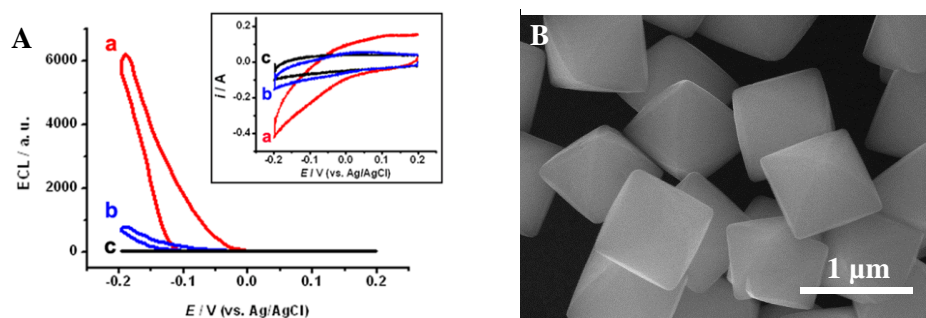 A
a
ECL / a. u.
6000
4000
2000
0
b
c
-0.2
-0.1
0.0
0.1
0.2
E / V (vs. Ag/AgCl)
i / A
0.2
0.0
-0.2
-0.4
c
b
a
-0.2
-0.1
0.0
0.1
0.2
E / V (vs. Ag/AgCl)
B
1 μm